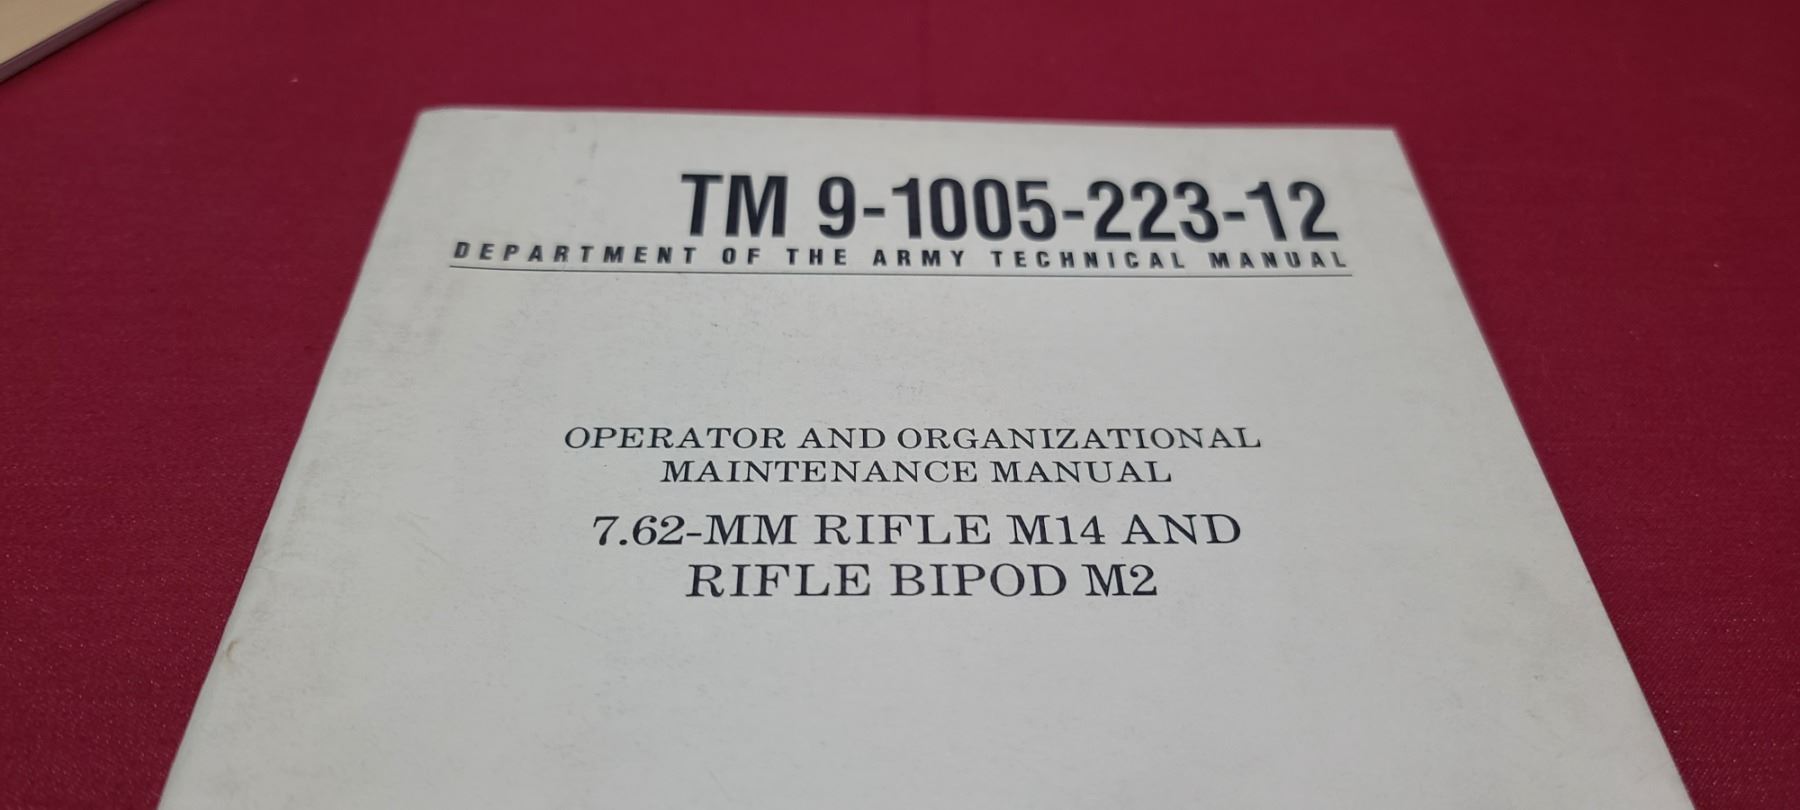 TM 9-1005-223-12
DEPARTMENT OF THE ARMY TECHNICAL MANUAL
OPERATOR AND ORGANIZATIONAL
MAINTENANCE MANUAL
7.62-MM RIFLE M14 AND
RIFLE BIPOD M2